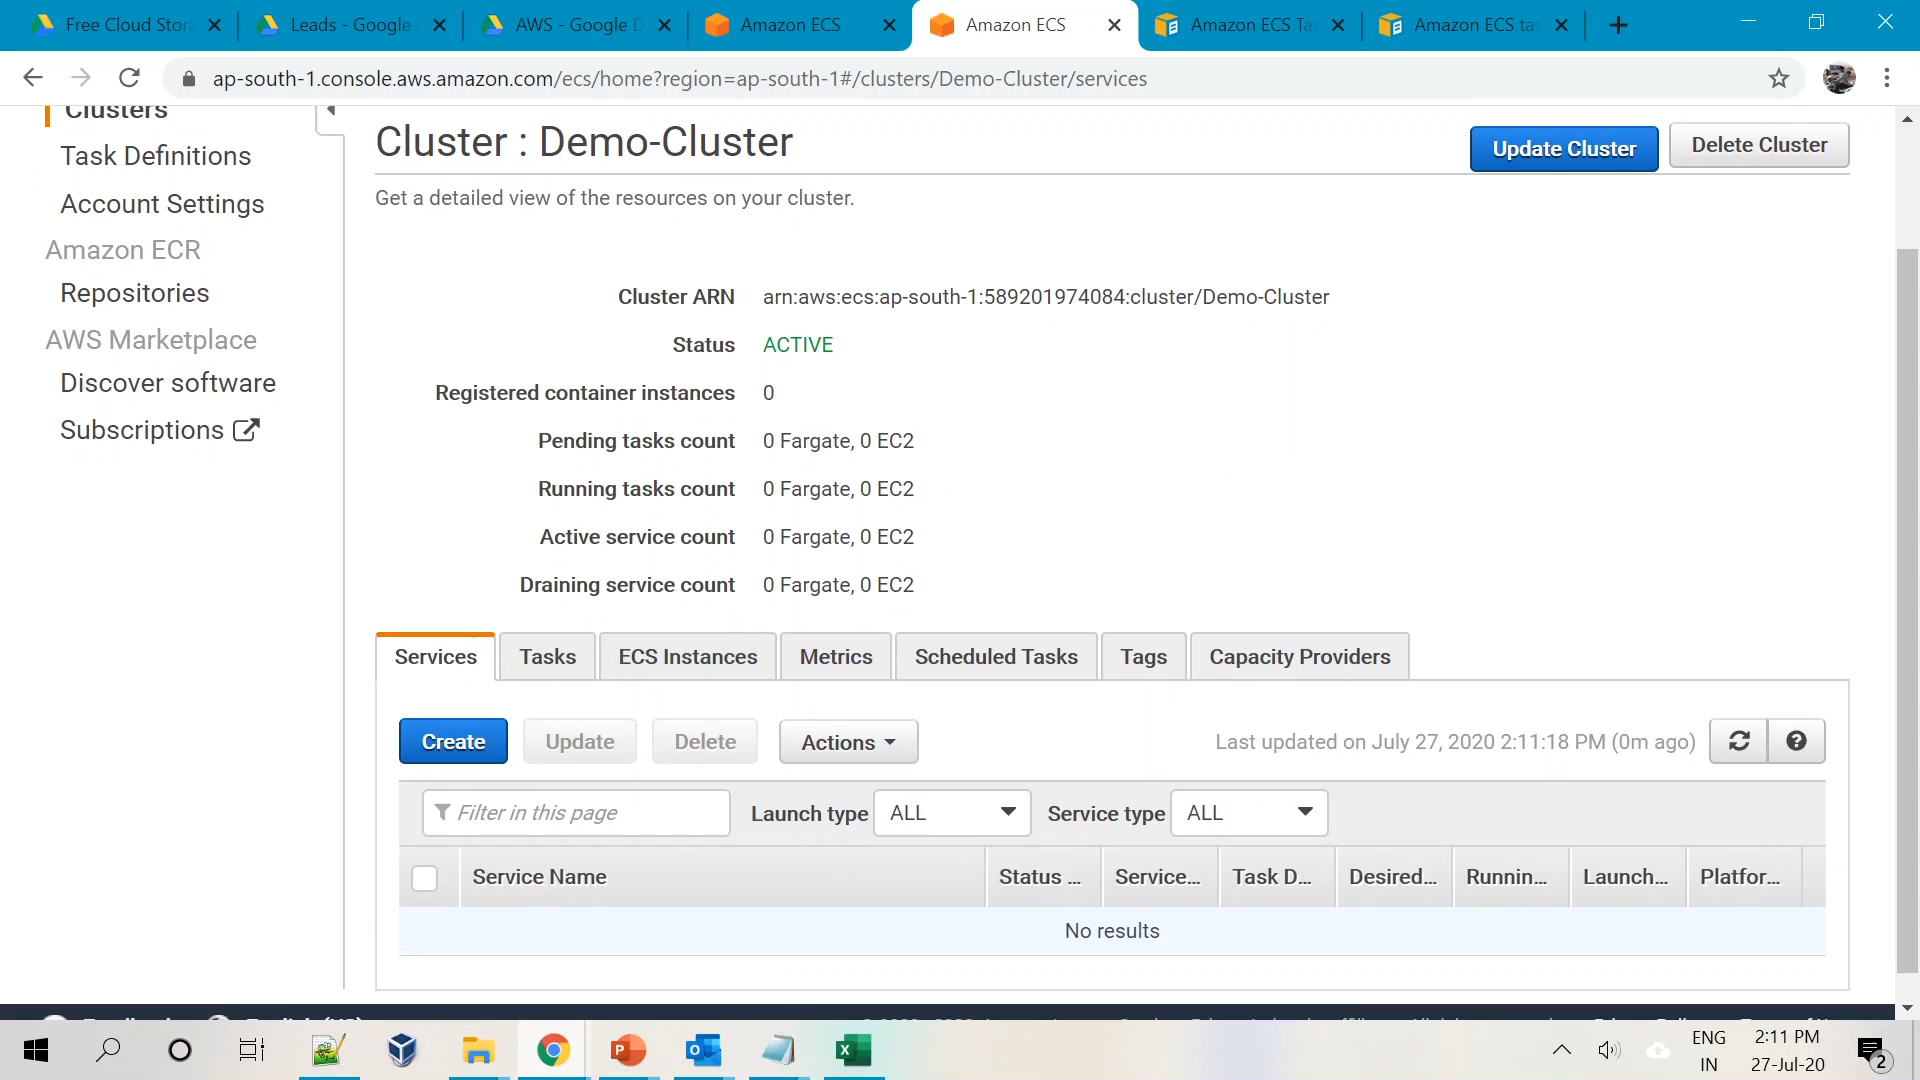 Free Cloud Stor
Leads - Google
AWS - Google D
Amazon ECS
Amazon ECS
Amazon ECS Ta
Amazon ECS tas
ap-south-1.console.aws.amazon.com/ecs/home?region=ap-south-1#/clusters/Demo-Cluster/services
Clusters
Task Definitions
Account Settings
Amazon ECR
Repositories
AWS Marketplace
Discover software
Subscriptions
Cluster : Demo-Cluster
Update Cluster
Delete Cluster
Get a detailed view of the resources on your cluster.
Cluster ARN arn:aws:ecs:ap-south-1:589201974084:cluster/Demo-Cluster
Status ACTIVE
Registered container instances 0
Pending tasks count 0 Fargate, 0 EC2
Running tasks count 0 Fargate, 0 EC2
Active service count 0 Fargate, 0 EC2
Draining service count 0 Fargate, 0 EC2
Services Tasks ECS Instances Metrics Scheduled Tasks Tags Capacity Providers
Create Update Delete Actions
Last updated on July 27, 2020 2:11:18 PM (0m ago)
Filter in this page Launch type ALL Service type ALL
Service Name Status ... Service... Task D... Desired... Runnin... Launch... Platfor...
No results
ENG
IN
2:11 PM
27-Jul-20
2